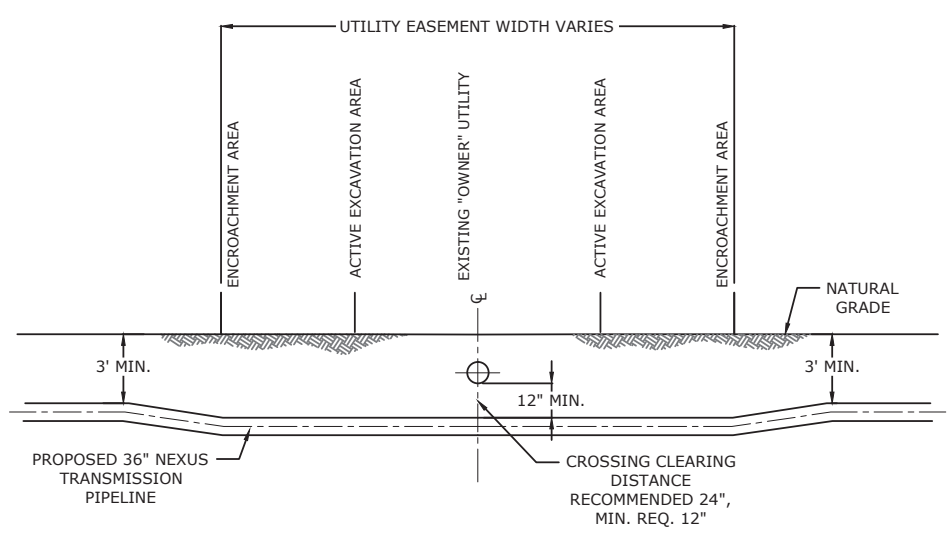 UTILITY EASEMENT WIDTH VARIES
ENCROACHMENT AREA
ACTIVE EXCAVATION AREA
EXISTING "OWNER" UTILITY
ACTIVE EXCAVATION AREA
ENCROACHMENT AREA
℄
NATURAL
GRADE
3' MIN.
3' MIN.
12" MIN.
PROPOSED 36" NEXUS
TRANSMISSION
PIPELINE
CROSSING CLEARING
DISTANCE
RECOMMENDED 24",
MIN. REQ. 12"